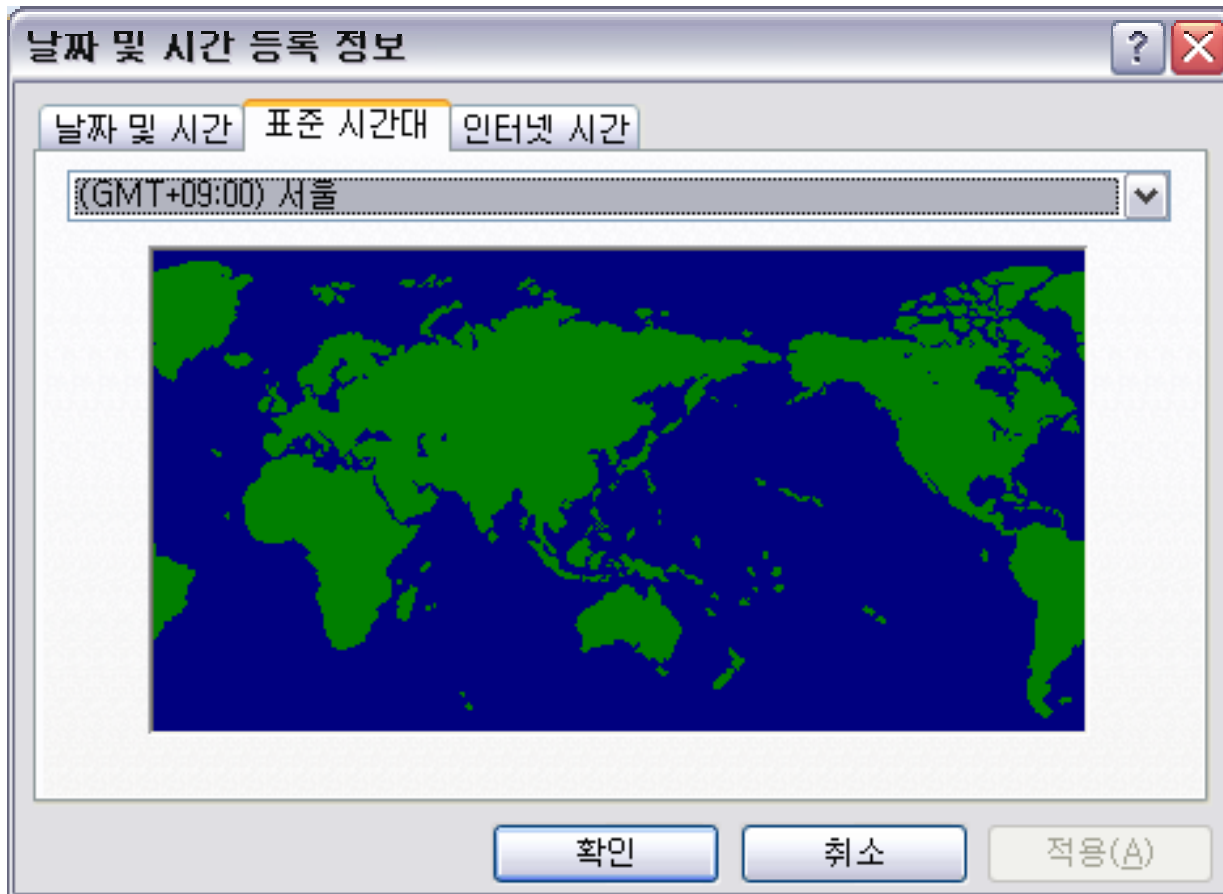 날짜 및 시간 등록 정보
날짜 및 시간 표준 시간대 인터넷 시간
(GMT+09:00) 서울
확인 취소 적용(A)